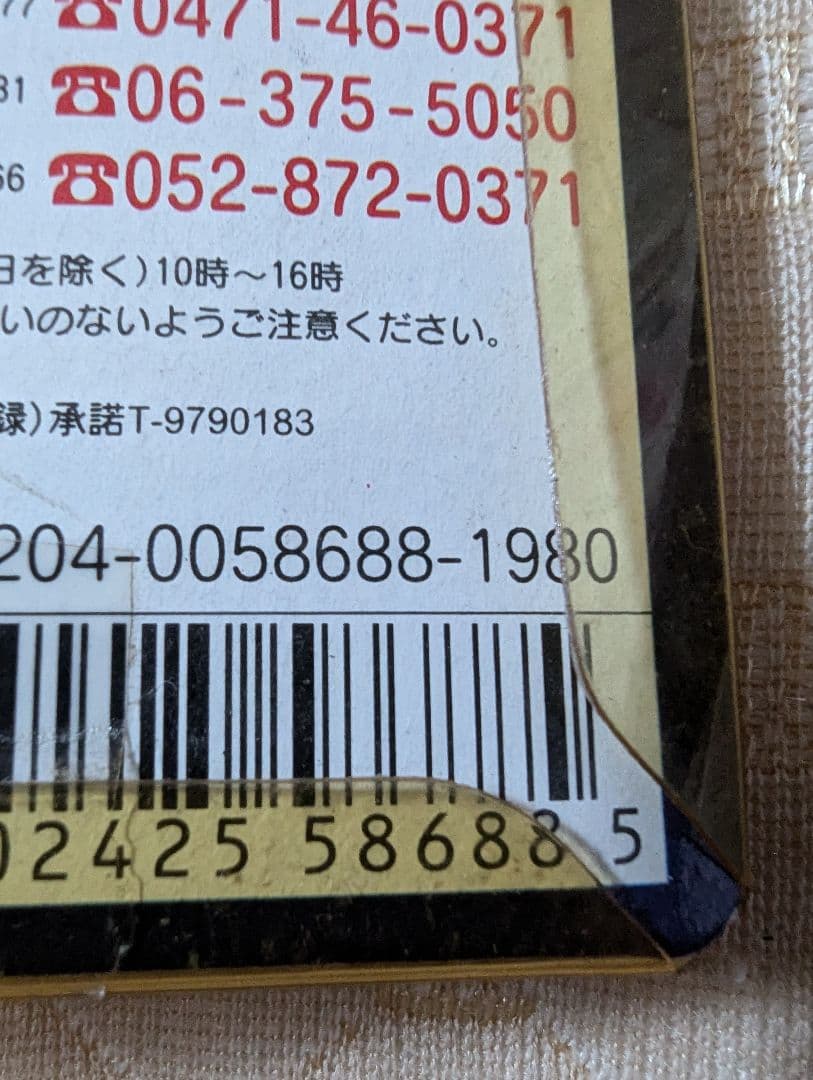 ☎0471-46-0371
31 ☎06-375-5050
66 ☎052-872-0371
日を除く)10時～16時
いのないようご注意ください。
録)承諾T-9790183
204-0058688-1980
02425 58688 5